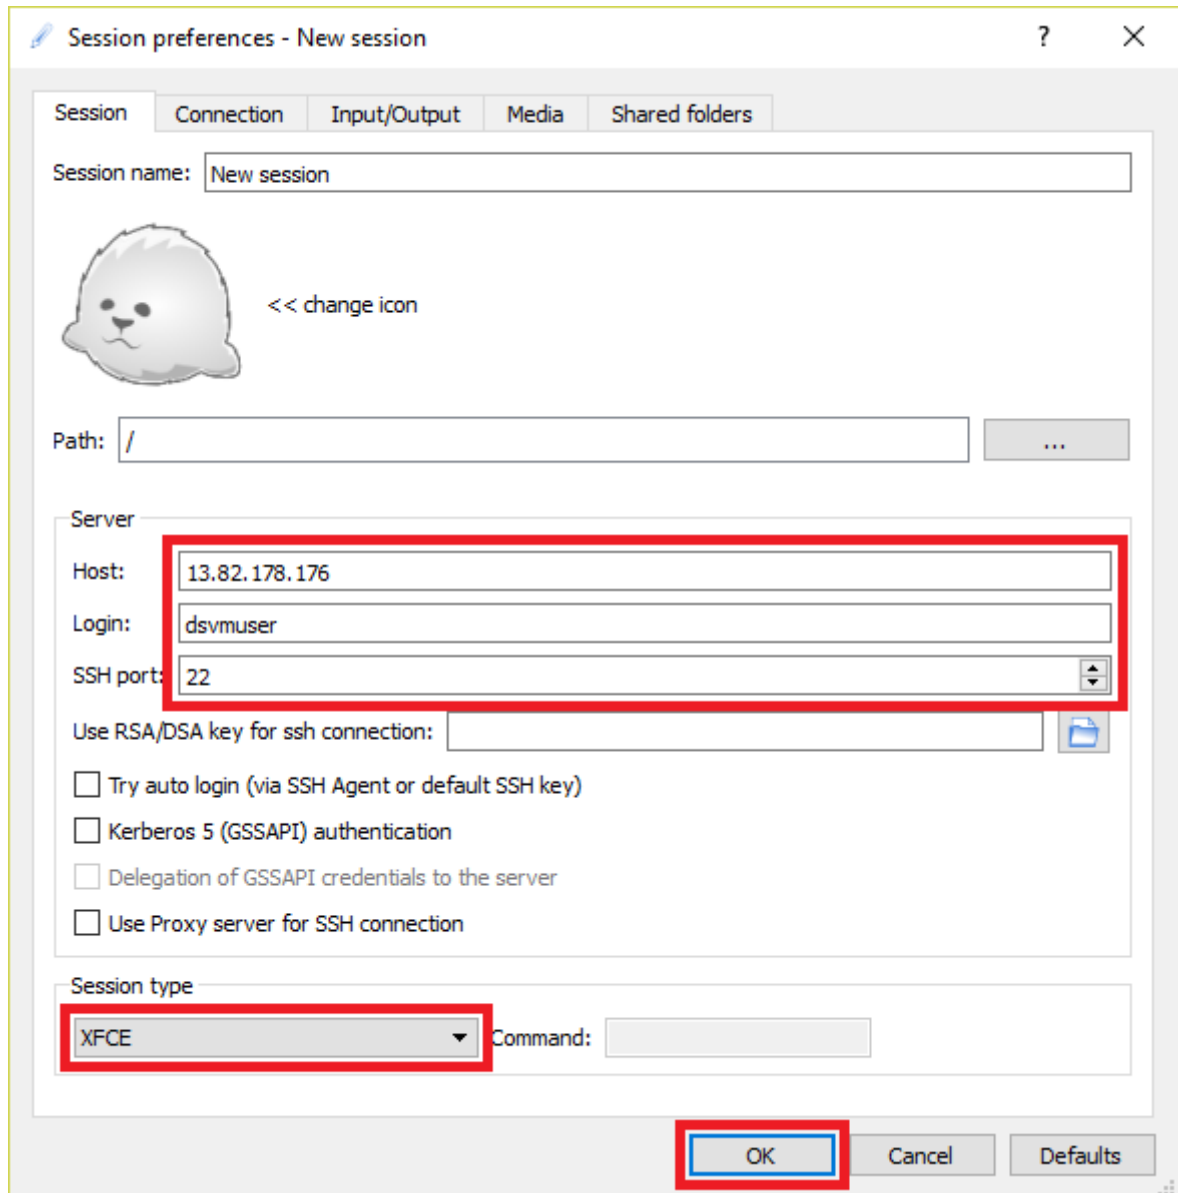 Session preferences - New session ?
Session Connection Input/Output Media Shared folders
Session name: New session
<< change icon
Path: / ...
Server
Host: 13.82.178.176
Login: dsvmuser
SSH port: 22
Use RSA/DSA key for ssh connection:
Try auto login (via SSH Agent or default SSH key)
Kerberos 5 (GSSAPI) authentication
Delegation of GSSAPI credentials to the server
Use Proxy server for SSH connection
Session type
XFCE Command:
OK Cancel Defaults